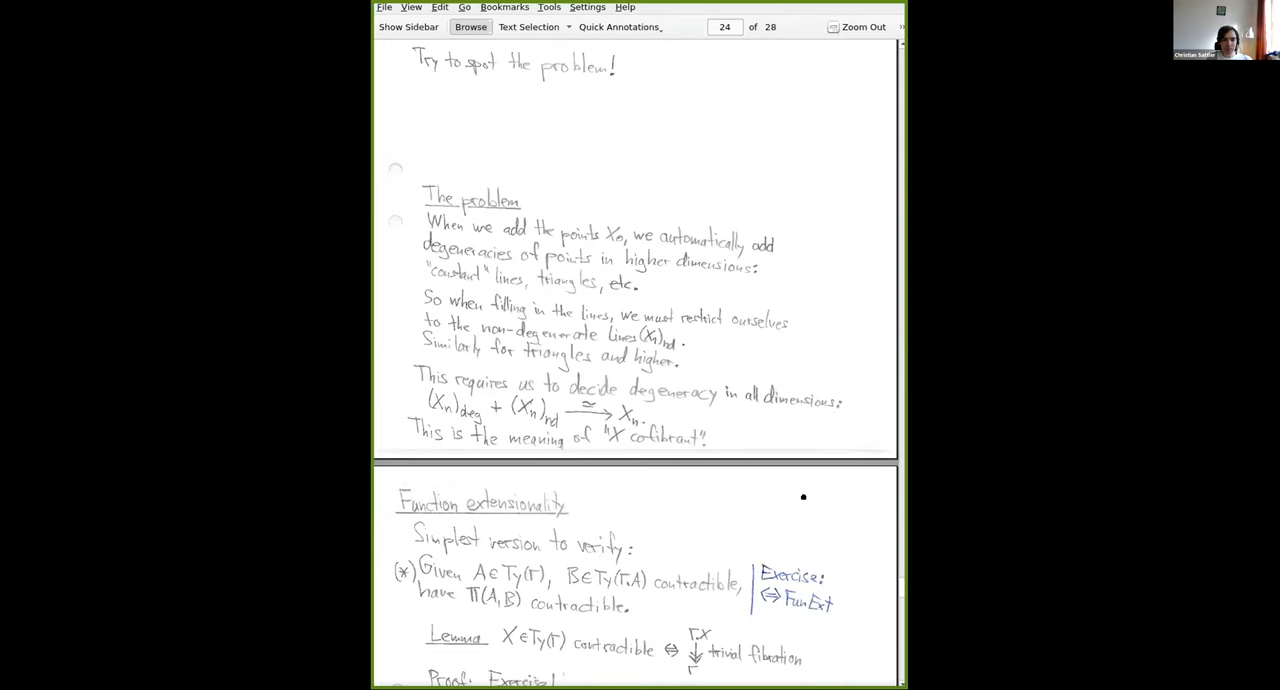 File Edit View Go Bookmarks Tools Settings Help
Show Sidebar Browse Text Selection Quick Annotations 24 of 28 Zoom Out
Christian Sattler
Try to spot the problem!
The problem
When we add the points X₀, we automatically add
degeneracies of points in higher dimensions:
"constant" lines, triangles, etc.
So when filling in the lines, we must restrict ourselves
to the non-degenerate lines (X₁)nd.
Similarly for triangles and higher.
This requires us to decide degeneracy in all dimensions:
(Xn)deg + (Xn)nd ≃→ Xn.
This is the meaning of "X cofibrant".
Function extensionality
Simplest version to verify:
(*) Given A∈Ty(Γ), B∈Ty(Γ.A) contractible,
have Π(A,B) contractible.
Exercise:
⇔ FunExt
Lemma X∈Ty(Γ) contractible ⇔ Γ.X ↓ Γ trivial fibration
Proof. Exercise!